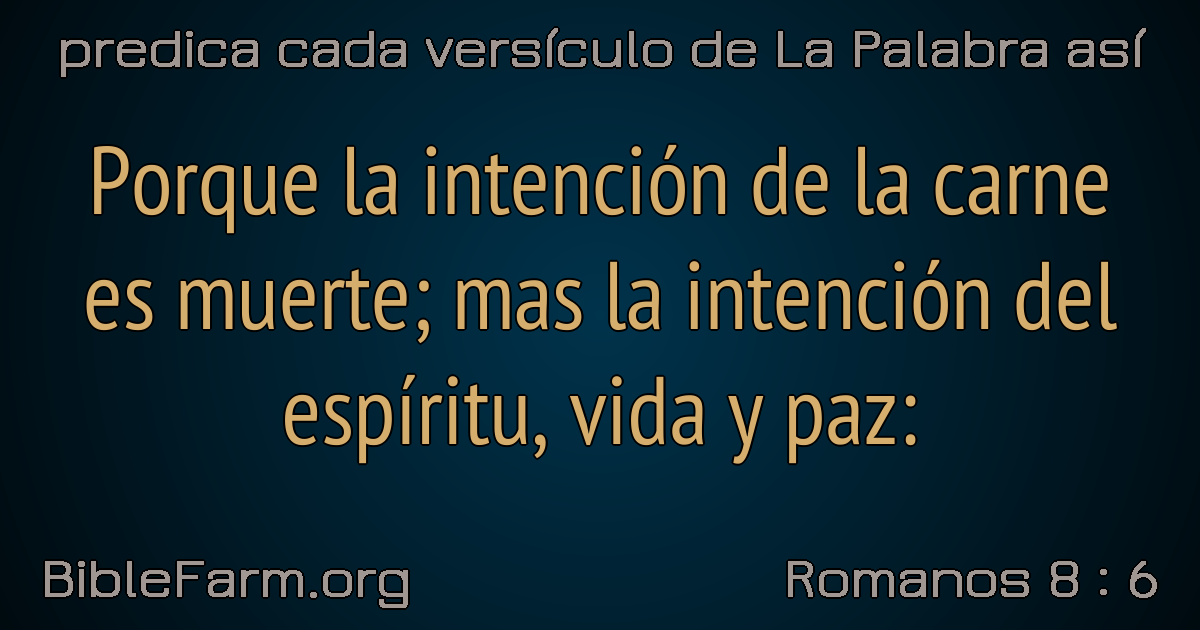 predica cada versículo de La Palabra así
Porque la intención de la carne
es muerte; mas la intención del
espíritu, vida y paz:
BibleFarm.org
Romanos 8 : 6